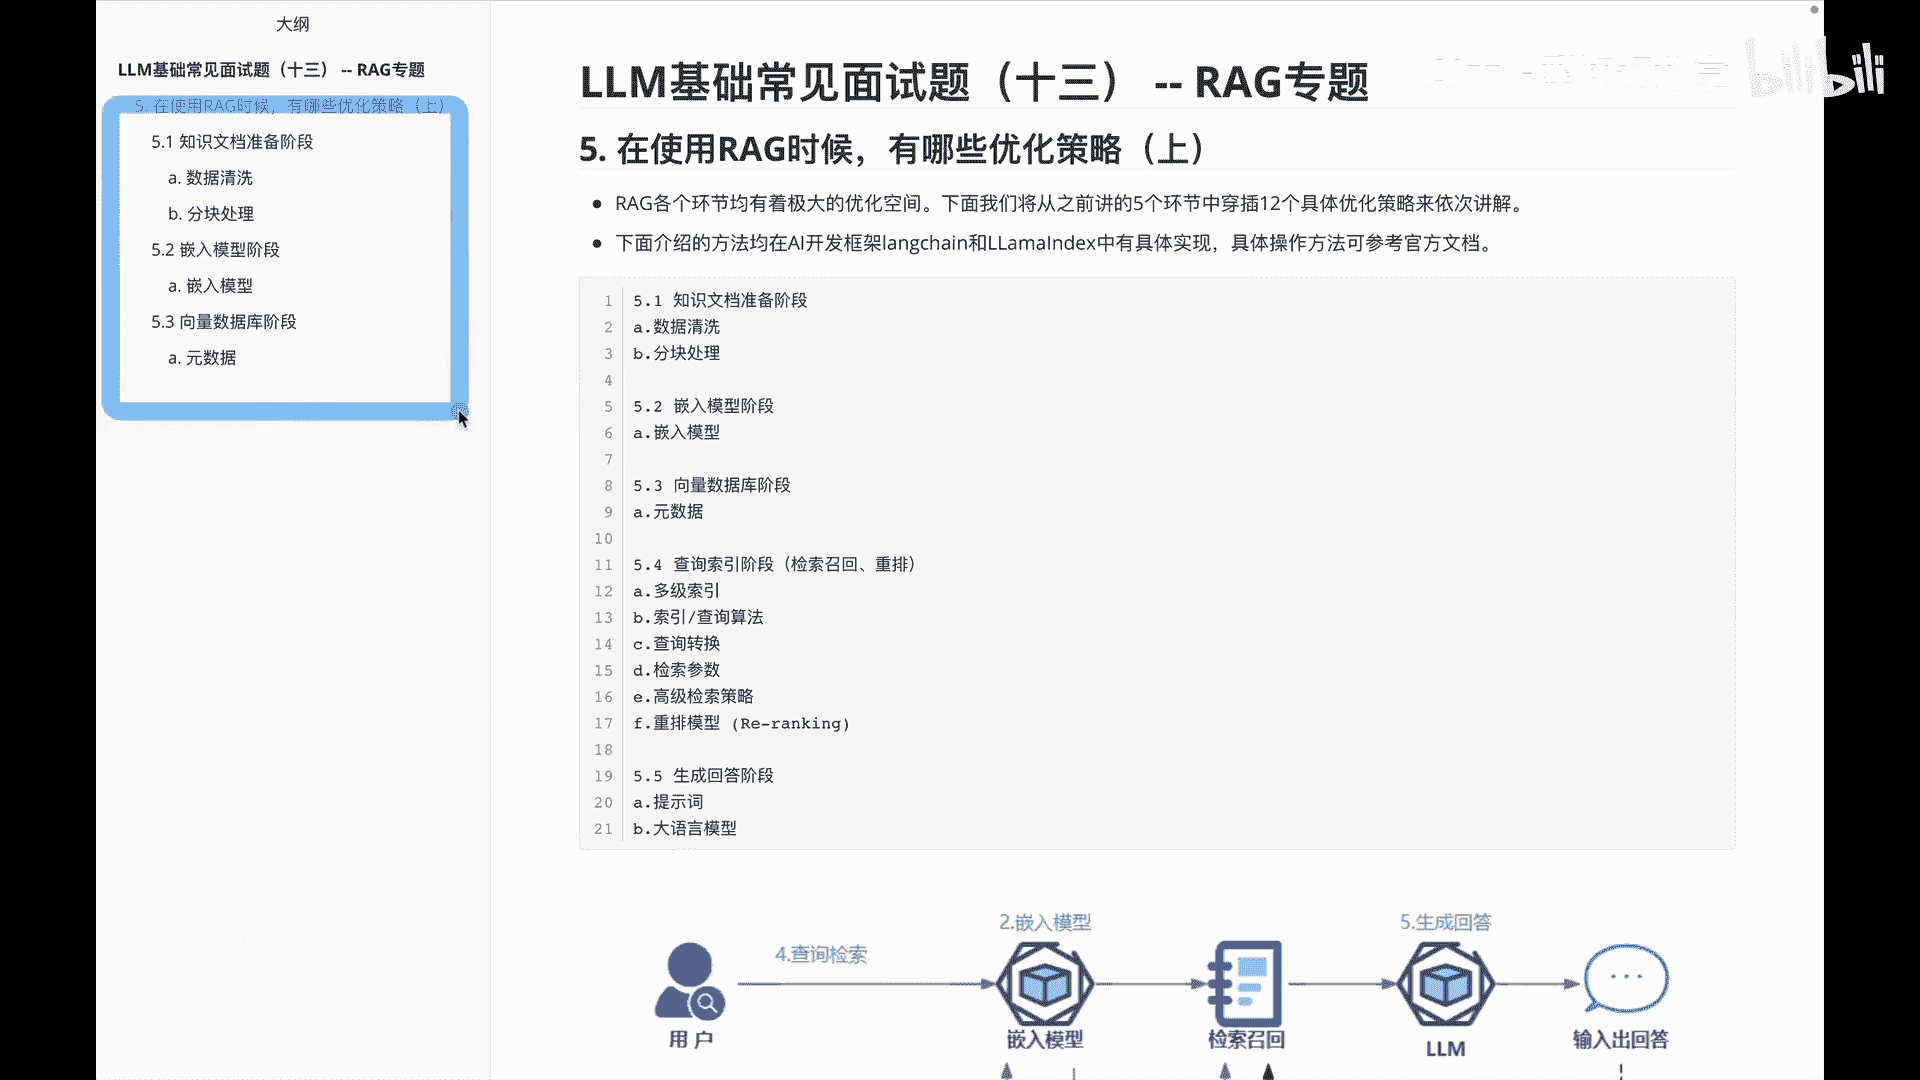 大纲
LLM基础常见面试题（十三） -- RAG专题
5. 在使用RAG时候，有哪些优化策略（上）
5.1 知识文档准备阶段
a. 数据清洗
b. 分块处理
5.2 嵌入模型阶段
a. 嵌入模型
5.3 向量数据库阶段
a. 元数据
LLM基础常见面试题（十三） -- RAG专题
bilibili
5. 在使用RAG时候，有哪些优化策略（上）
RAG各个环节均有着极大的优化空间。下面我们将从之前讲的5个环节中穿插12个具体优化策略来依次讲解。
下面介绍的方法均在AI开发框架langchain和LLamaIndex中有具体实现，具体操作方法可参考官方文档。
1 5.1 知识文档准备阶段
2 a.数据清洗
3 b.分块处理
4
5 5.2 嵌入模型阶段
6 a.嵌入模型
7
8 5.3 向量数据库阶段
9 a.元数据
10
11 5.4 查询索引阶段（检索召回、重排）
12 a.多级索引
13 b.索引/查询算法
14 c.查询转换
15 d.检索参数
16 e.高级检索策略
17 f.重排模型 (Re-ranking)
18
19 5.5 生成回答阶段
20 a.提示词
21 b.大语言模型
2.嵌入模型
5.生成回答
4.查询检索
用 户
嵌入模型
检索召回
LLM
输入出回答